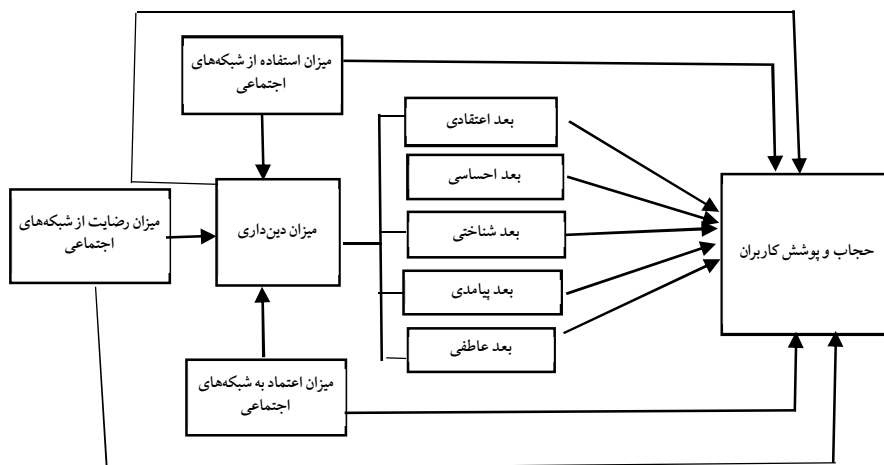 میزان استفاده از شبکه‌های
اجتماعی
بعد اعتقادی
بعد احساسی
میزان رضایت از شبکه‌های
اجتماعی
میزان دین‌داری
بعد شناختی
حجاب و پوشش کاربران
بعد پیامدی
بعد عاطفی
میزان اعتماد به شبکه‌های
اجتماعی